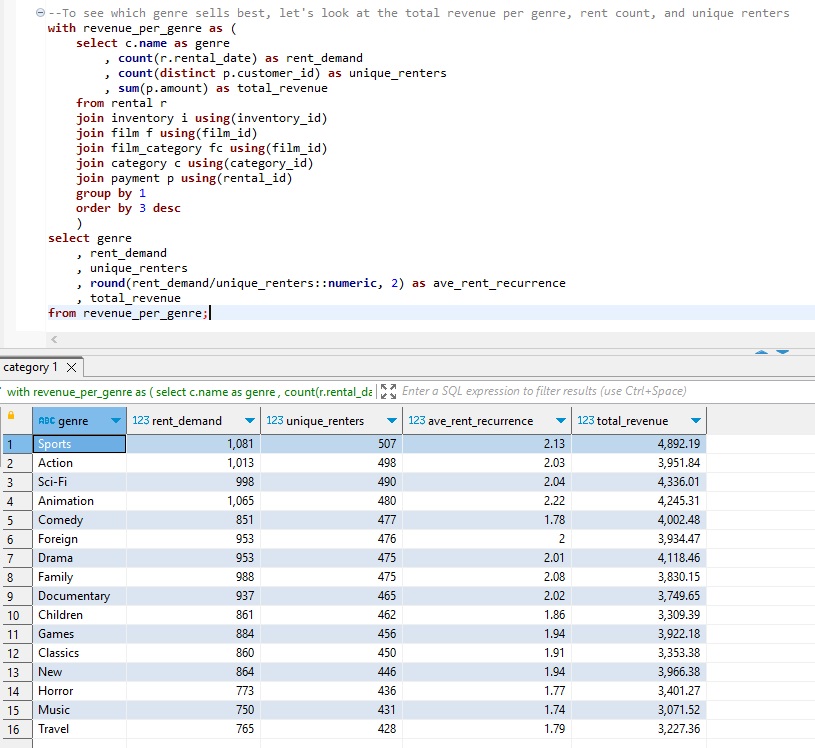 --To see which genre sells best, let's look at the total revenue per genre, rent count, and unique renters
with revenue_per_genre as (
select c.name as genre
, count(r.rental_date) as rent_demand
, count(distinct p.customer_id) as unique_renters
, sum(p.amount) as total_revenue
from rental r
join inventory i using(inventory_id)
join film f using(film_id)
join film_category fc using(film_id)
join category c using(category_id)
join payment p using(rental_id)
group by 1
order by 3 desc
)
select genre
, rent_demand
, unique_renters
, round(rent_demand/unique_renters::numeric, 2) as ave_rent_recurrence
, total_revenue
from revenue_per_genre;
category 1
with revenue_per_genre as ( select c.name as genre , count(r.rental_da Enter a SQL expression to filter results (use Ctrl+Space)
ABC genre 123 rent_demand 123 unique_renters 123 ave_rent_recurrence 123 total_revenue
1 Sports 1,081 507 2.13 4,892.19
2 Action 1,013 498 2.03 3,951.84
3 Sci-Fi 998 490 2.04 4,336.01
4 Animation 1,065 480 2.22 4,245.31
5 Comedy 851 477 1.78 4,002.48
6 Foreign 953 476 2 3,934.47
7 Drama 953 475 2.01 4,118.46
8 Family 988 475 2.08 3,830.15
9 Documentary 937 465 2.02 3,749.65
10 Children 861 462 1.86 3,309.39
11 Games 884 456 1.94 3,922.18
12 Classics 860 450 1.91 3,353.38
13 New 864 446 1.94 3,966.38
14 Horror 773 436 1.77 3,401.27
15 Music 750 431 1.74 3,071.52
16 Travel 765 428 1.79 3,227.36